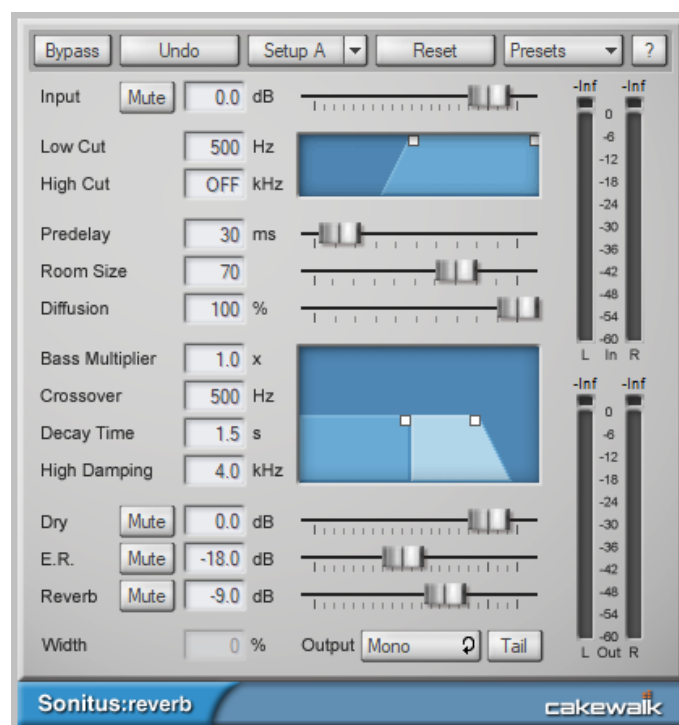 Bypass Undo Setup A Reset Presets ?
Input Mute 0.0 dB
Low Cut 500 Hz
High Cut OFF kHz
Predelay 30 ms
Room Size 70
Diffusion 100 %
Bass Multiplier 1.0 x
Crossover 500 Hz
Decay Time 1.5 s
High Damping 4.0 kHz
Dry Mute 0.0 dB
E.R. Mute -18.0 dB
Reverb Mute -9.0 dB
Width 0 % Output Mono Tail
-Inf -Inf
0
-6
-12
-18
-24
-30
-36
-42
-48
-54
-60
L In R
-Inf -Inf
0
-6
-12
-18
-24
-30
-36
-42
-48
-54
-60
L Out R
Sonitus:reverb cakewalk